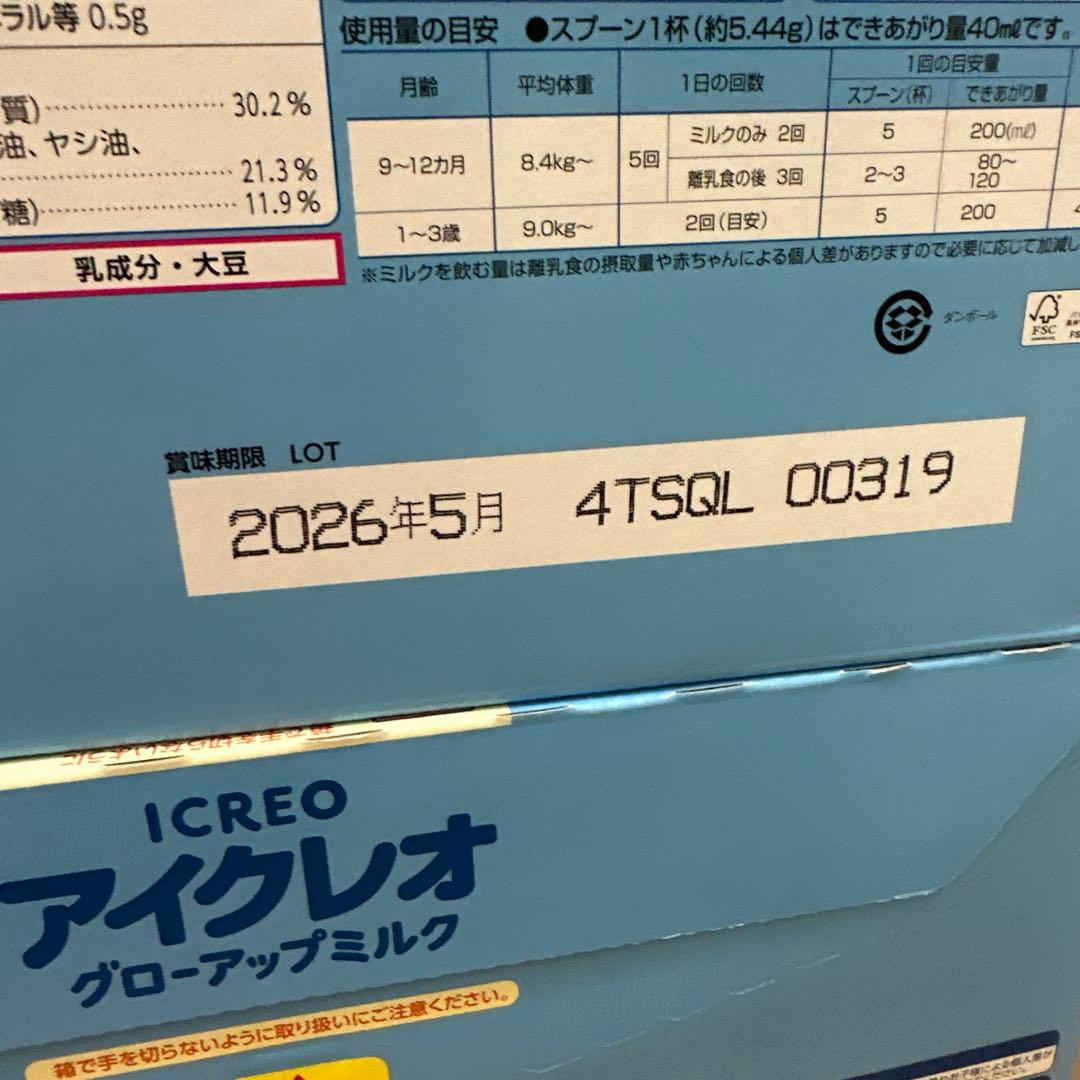 ラル等 0.5g
質) 30.2%
油、ヤシ油、
21.3%
糖) 11.9%
乳成分・大豆
使用量の目安 ●スプーン1杯(約5.44g)はできあがり量40mlです。
月齢 平均体重 1日の回数 1回の目安量
スプーン(杯) できあがり量
9〜12カ月 8.4kg〜 5回 ミルクのみ 2回 5 200(ml)
離乳食の後 3回 2〜3 80〜120
1〜3歳 9.0kg〜 2回(目安) 5 200
※ミルクを飲む量は離乳食の摂取量や赤ちゃんによる個人差がありますので必要に応じて加減し
ダンボール
FSC
賞味期限 LOT
2026年5月 4TSQL 00319
箱で手を切らないように
ICREO
アイクレオ
グローアップミルク
箱で手を切らないように取り扱いにご注意ください。